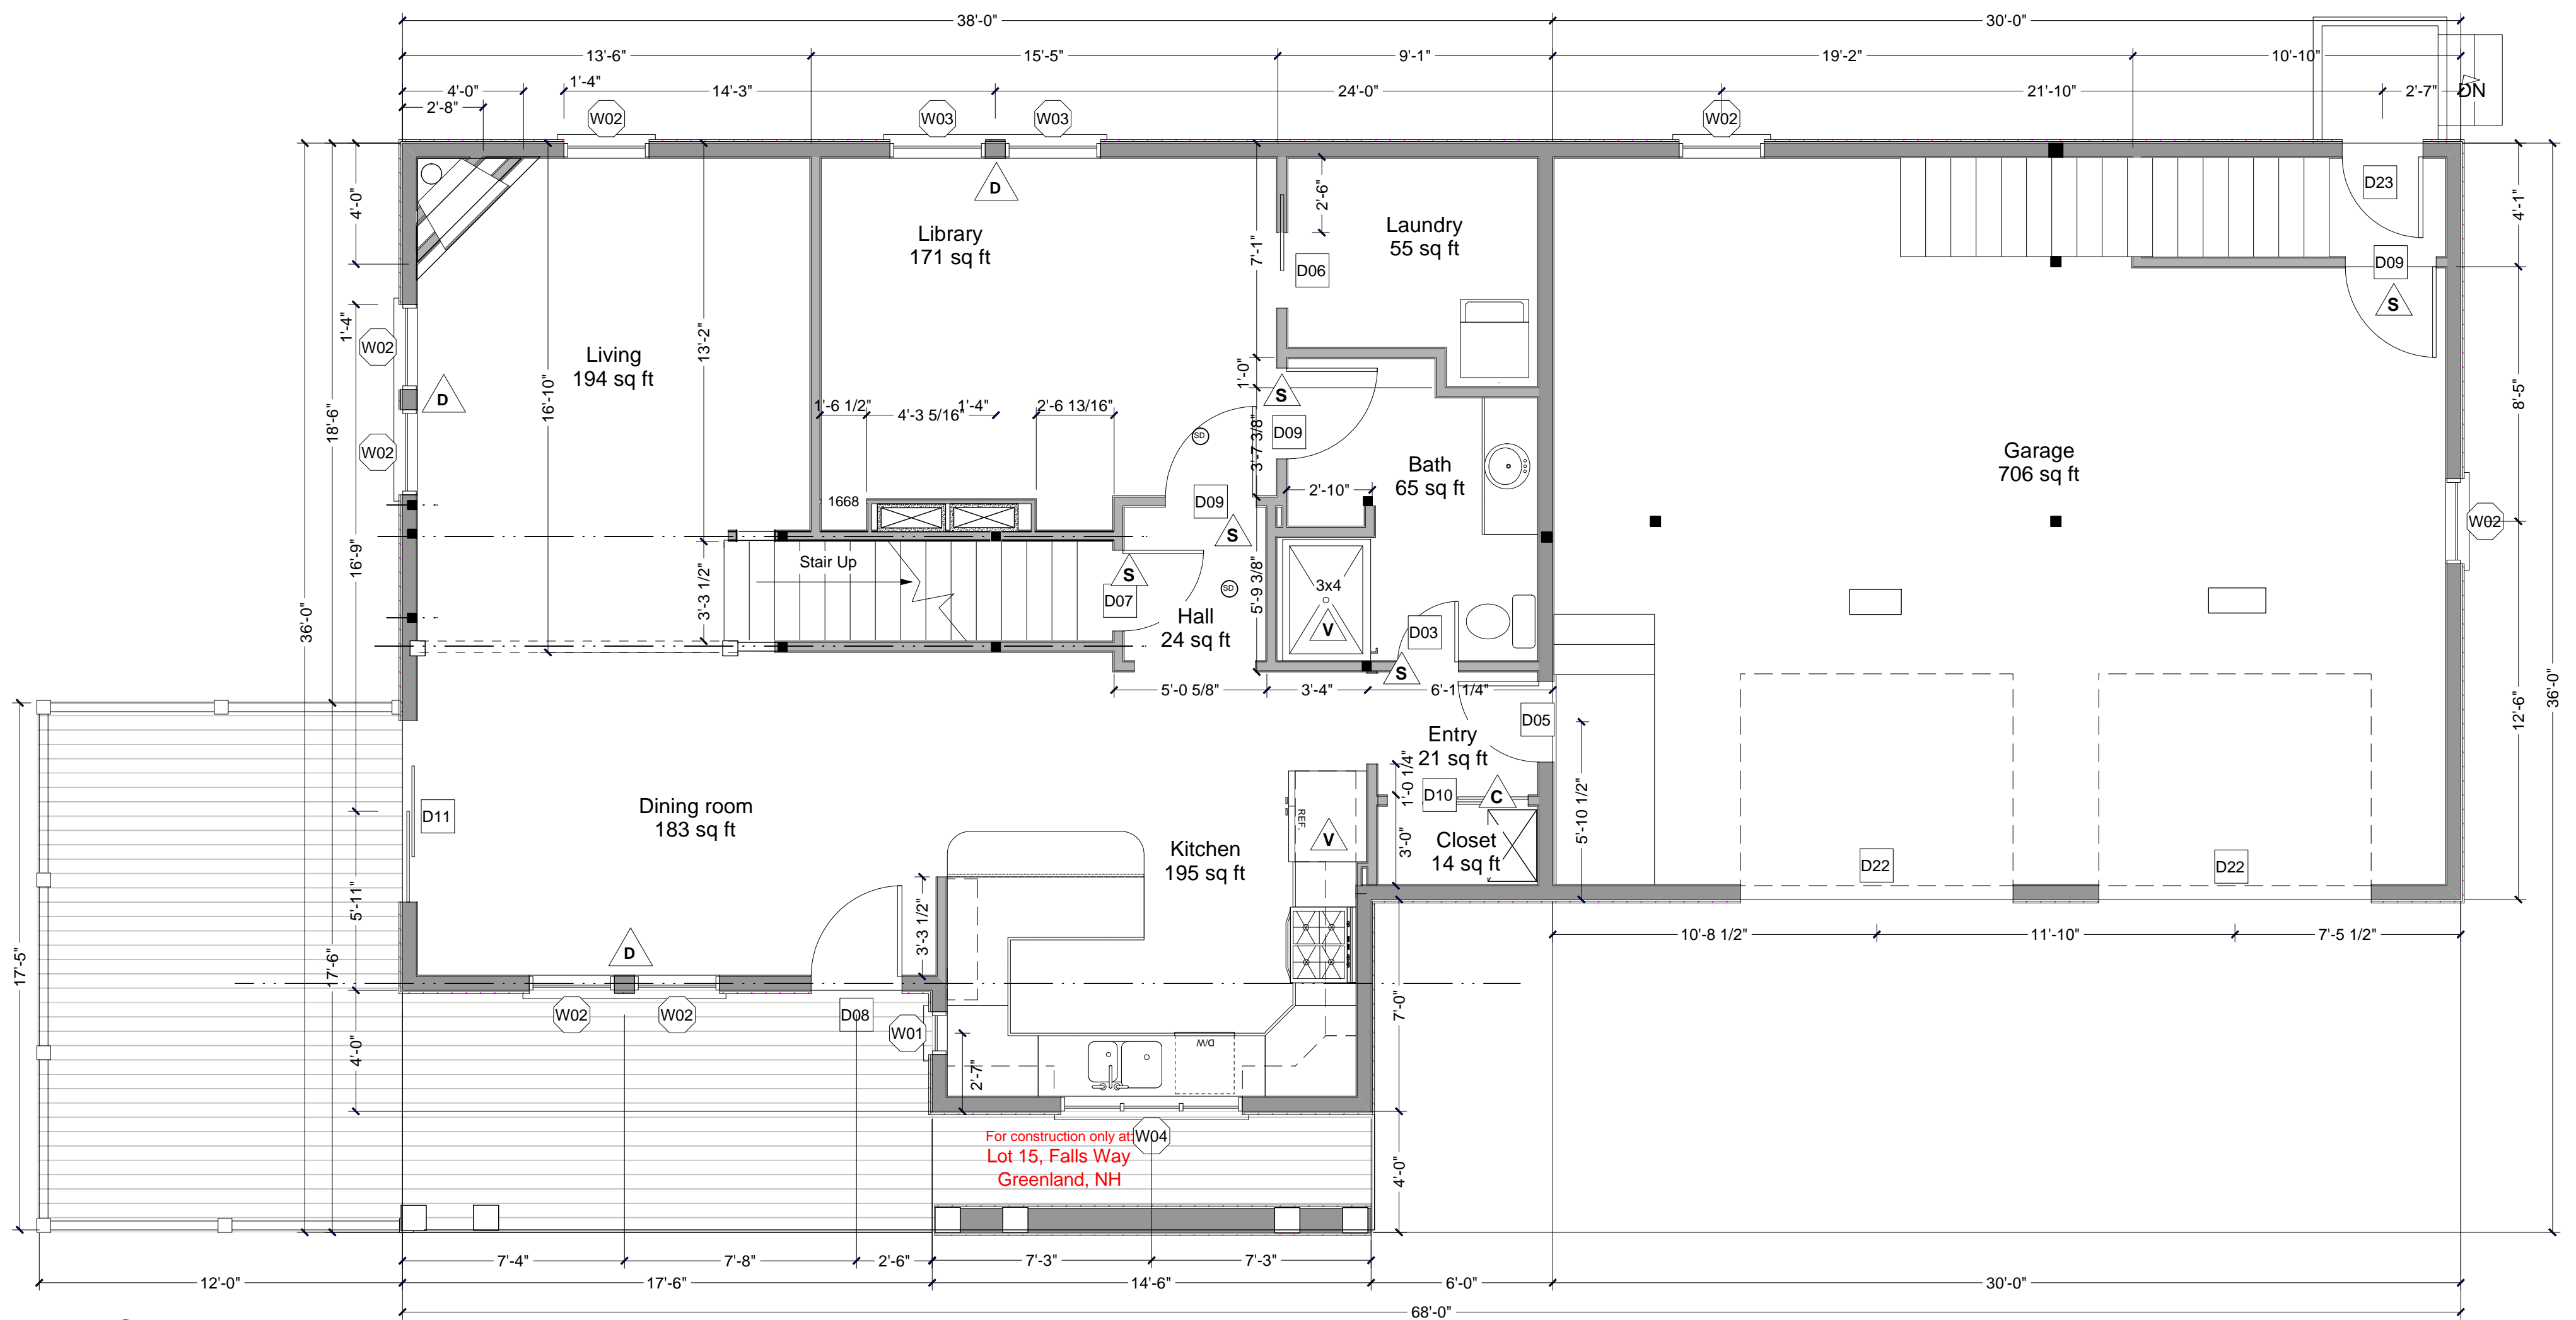 38'-0"
30'-0"
13'-6"
15'-5"
9'-1"
19'-2"
10'-10"
4'-0"
1'-4"
14'-3"
24'-0"
21'-10"
2'-7"
DN
2'-8"
W02
W03
W03
W02
D
D23
4'-0"
2'-6"
4'-1"
Library
171 sq ft
Laundry
55 sq ft
7'-1"
D06
D09
S
1'-4"
W02
13'-2"
Living
194 sq ft
D
16'-10"
18'-6"
1'-0"
S
8'-5"
1'-6 1/2"
4'-3 5/16"
1'-4"
2'-6 13/16"
SD
3'-7 3/8"
D09
W02
Bath
65 sq ft
Garage
706 sq ft
1668
D09
2'-10"
S
W02
16'-9"
Stair Up
3'-3 1/2"
S
D07
SD
5'-9 3/8"
3x4
V
Hall
24 sq ft
D03
S
36'-0"
5'-0 5/8"
3'-4"
6'-1 1/4"
D05
12'-6"
36'-0"
Entry
21 sq ft
1'-0 1/4"
D10
C
5'-10 1/2"
D11
Dining room
183 sq ft
REF.
V
Kitchen
195 sq ft
3'-0"
Closet
14 sq ft
D22
D22
5'-11"
3'-3 1/2"
D
10'-8 1/2"
11'-10"
7'-5 1/2"
17'-5"
17'-6"
W02
W02
D08
W01
7'-0"
4'-0"
2'-7"
D/W
For construction only at:
W04
Lot 15, Falls Way
Greenland, NH
4'-0"
7'-4"
7'-8"
2'-6"
7'-3"
7'-3"
12'-0"
17'-6"
14'-6"
6'-0"
30'-0"
68'-0"